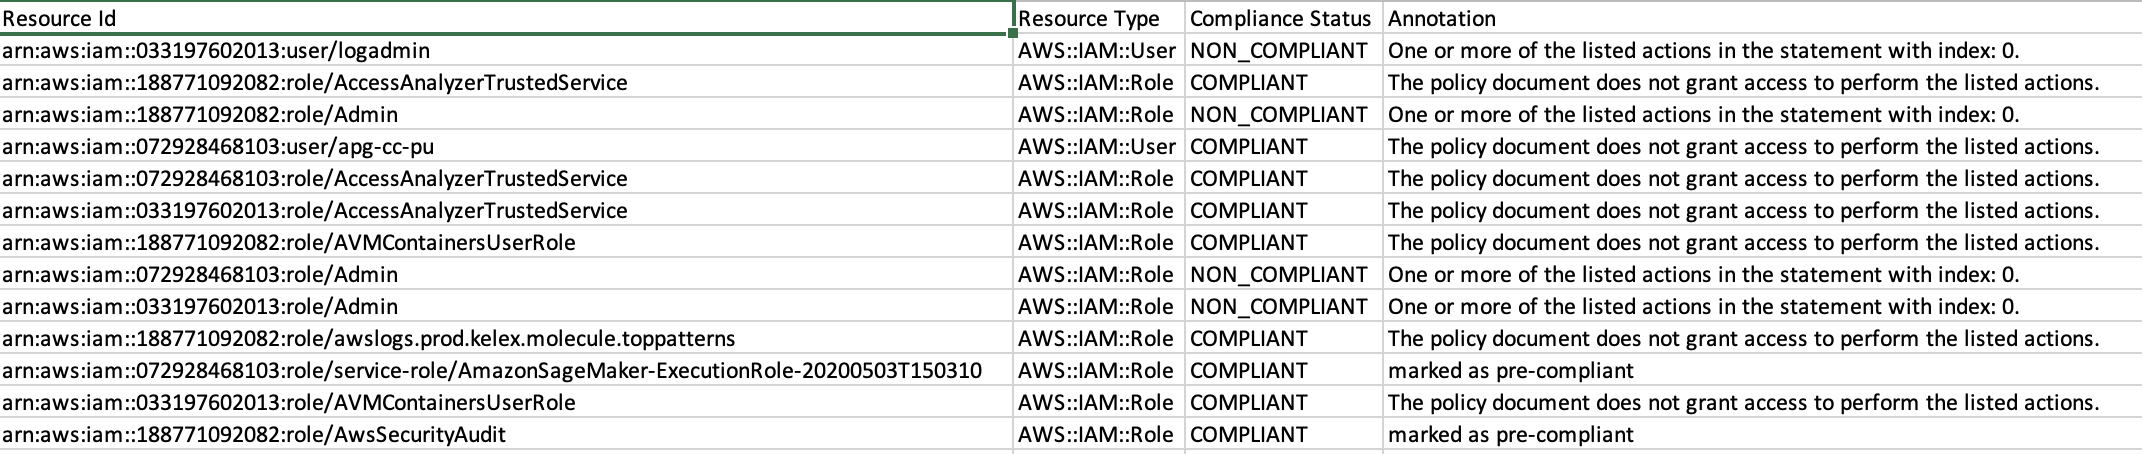 Resource Id Resource Type Compliance Status Annotation
arn:aws:iam::033197602013:user/logadmin AWS::IAM::User NON_COMPLIANT One or more of the listed actions in the statement with index: 0.
arn:aws:iam::188771092082:role/AccessAnalyzerTrustedService AWS::IAM::Role COMPLIANT The policy document does not grant access to perform the listed actions.
arn:aws:iam::188771092082:role/Admin AWS::IAM::Role NON_COMPLIANT One or more of the listed actions in the statement with index: 0.
arn:aws:iam::072928468103:user/apg-cc-pu AWS::IAM::User COMPLIANT The policy document does not grant access to perform the listed actions.
arn:aws:iam::072928468103:role/AccessAnalyzerTrustedService AWS::IAM::Role COMPLIANT The policy document does not grant access to perform the listed actions.
arn:aws:iam::033197602013:role/AccessAnalyzerTrustedService AWS::IAM::Role COMPLIANT The policy document does not grant access to perform the listed actions.
arn:aws:iam::188771092082:role/AVMContainersUserRole AWS::IAM::Role COMPLIANT The policy document does not grant access to perform the listed actions.
arn:aws:iam::072928468103:role/Admin AWS::IAM::Role NON_COMPLIANT One or more of the listed actions in the statement with index: 0.
arn:aws:iam::033197602013:role/Admin AWS::IAM::Role NON_COMPLIANT One or more of the listed actions in the statement with index: 0.
arn:aws:iam::188771092082:role/awslogs.prod.kelex.molecule.toppatterns AWS::IAM::Role COMPLIANT The policy document does not grant access to perform the listed actions.
arn:aws:iam::072928468103:role/service-role/AmazonSageMaker-ExecutionRole-20200503T150310 AWS::IAM::Role COMPLIANT marked as pre-compliant
arn:aws:iam::033197602013:role/AVMContainersUserRole AWS::IAM::Role COMPLIANT The policy document does not grant access to perform the listed actions.
arn:aws:iam::188771092082:role/AwsSecurityAudit AWS::IAM::Role COMPLIANT marked as pre-compliant